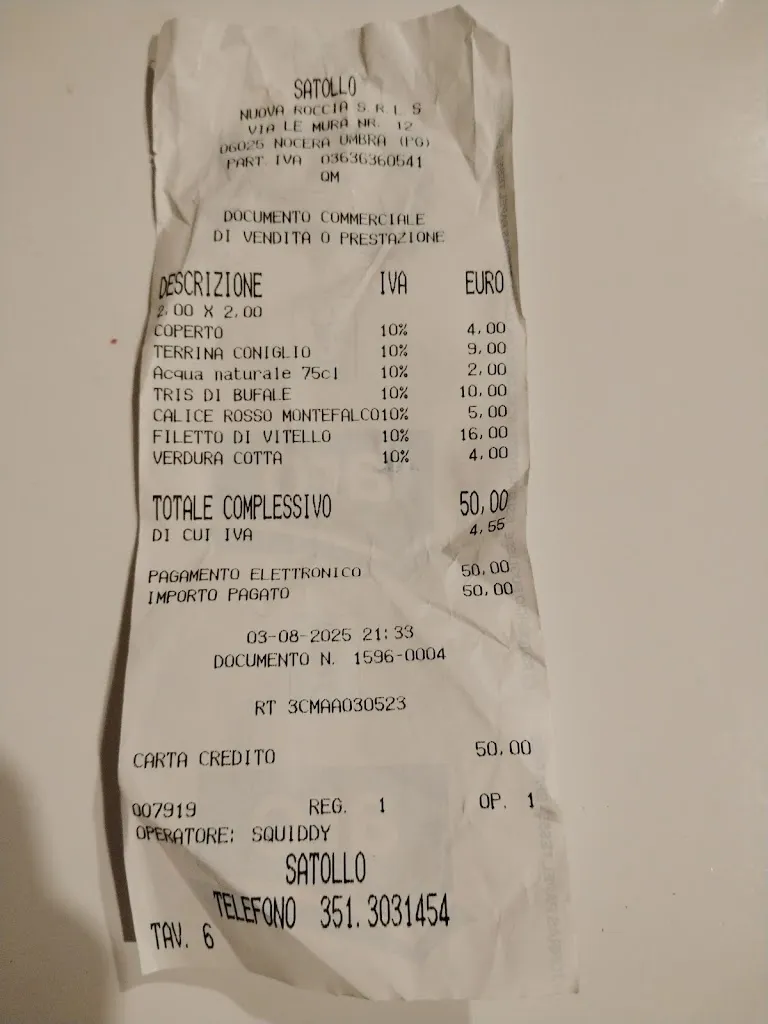 SATOLLO
NUOVA ROCCIA S.R.L S
VIA LE MURA NR. 12
06025 NOCERA UMBRA (PG)
PART.IVA 03636360541
QM
DOCUMENTO COMMERCIALE
DI VENDITA O PRESTAZIONE
DESCRIZIONE IVA EURO
2,00 X 2,00
COPERTO 10% 4,00
TERRINA CONIGLIO 10% 9,00
Acqua naturale 75cl 10% 2,00
TRIS DI BUFALE 10% 10,00
CALICE ROSSO MONTEFALCO10% 5,00
FILETTO DI VITELLO 10% 16,00
VERDURA COTTA 10% 4,00
TOTALE COMPLESSIVO 50,00
DI CUI IVA 4,55
PAGAMENTO ELETTRONICO 50,00
IMPORTO PAGATO 50,00
03-08-2025 21:33
DOCUMENTO N. 1596-0004
RT 3CMAA030523
CARTA CREDITO 50,00
007919 REG. 1 OP. 1
OPERATORE: SQUIDDY
SATOLLO
TELEFONO 351.3031454
TAV. 6